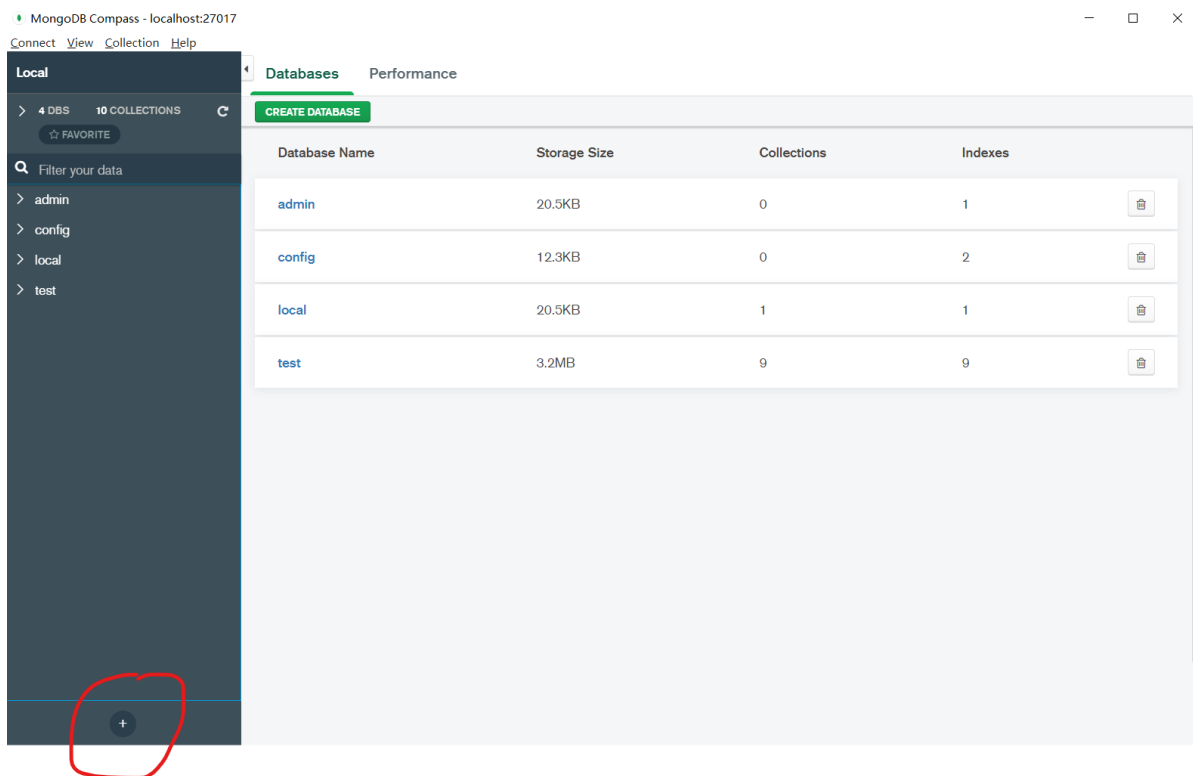 MongoDB Compass - localhost:27017
Connect View Collection Help
Local
4 DBS 10 COLLECTIONS
FAVORITE
Filter your data
admin
config
local
test
Databases Performance
CREATE DATABASE
Database Name Storage Size Collections Indexes
admin 20.5KB 0 1
config 12.3KB 0 2
local 20.5KB 1 1
test 3.2MB 9 9